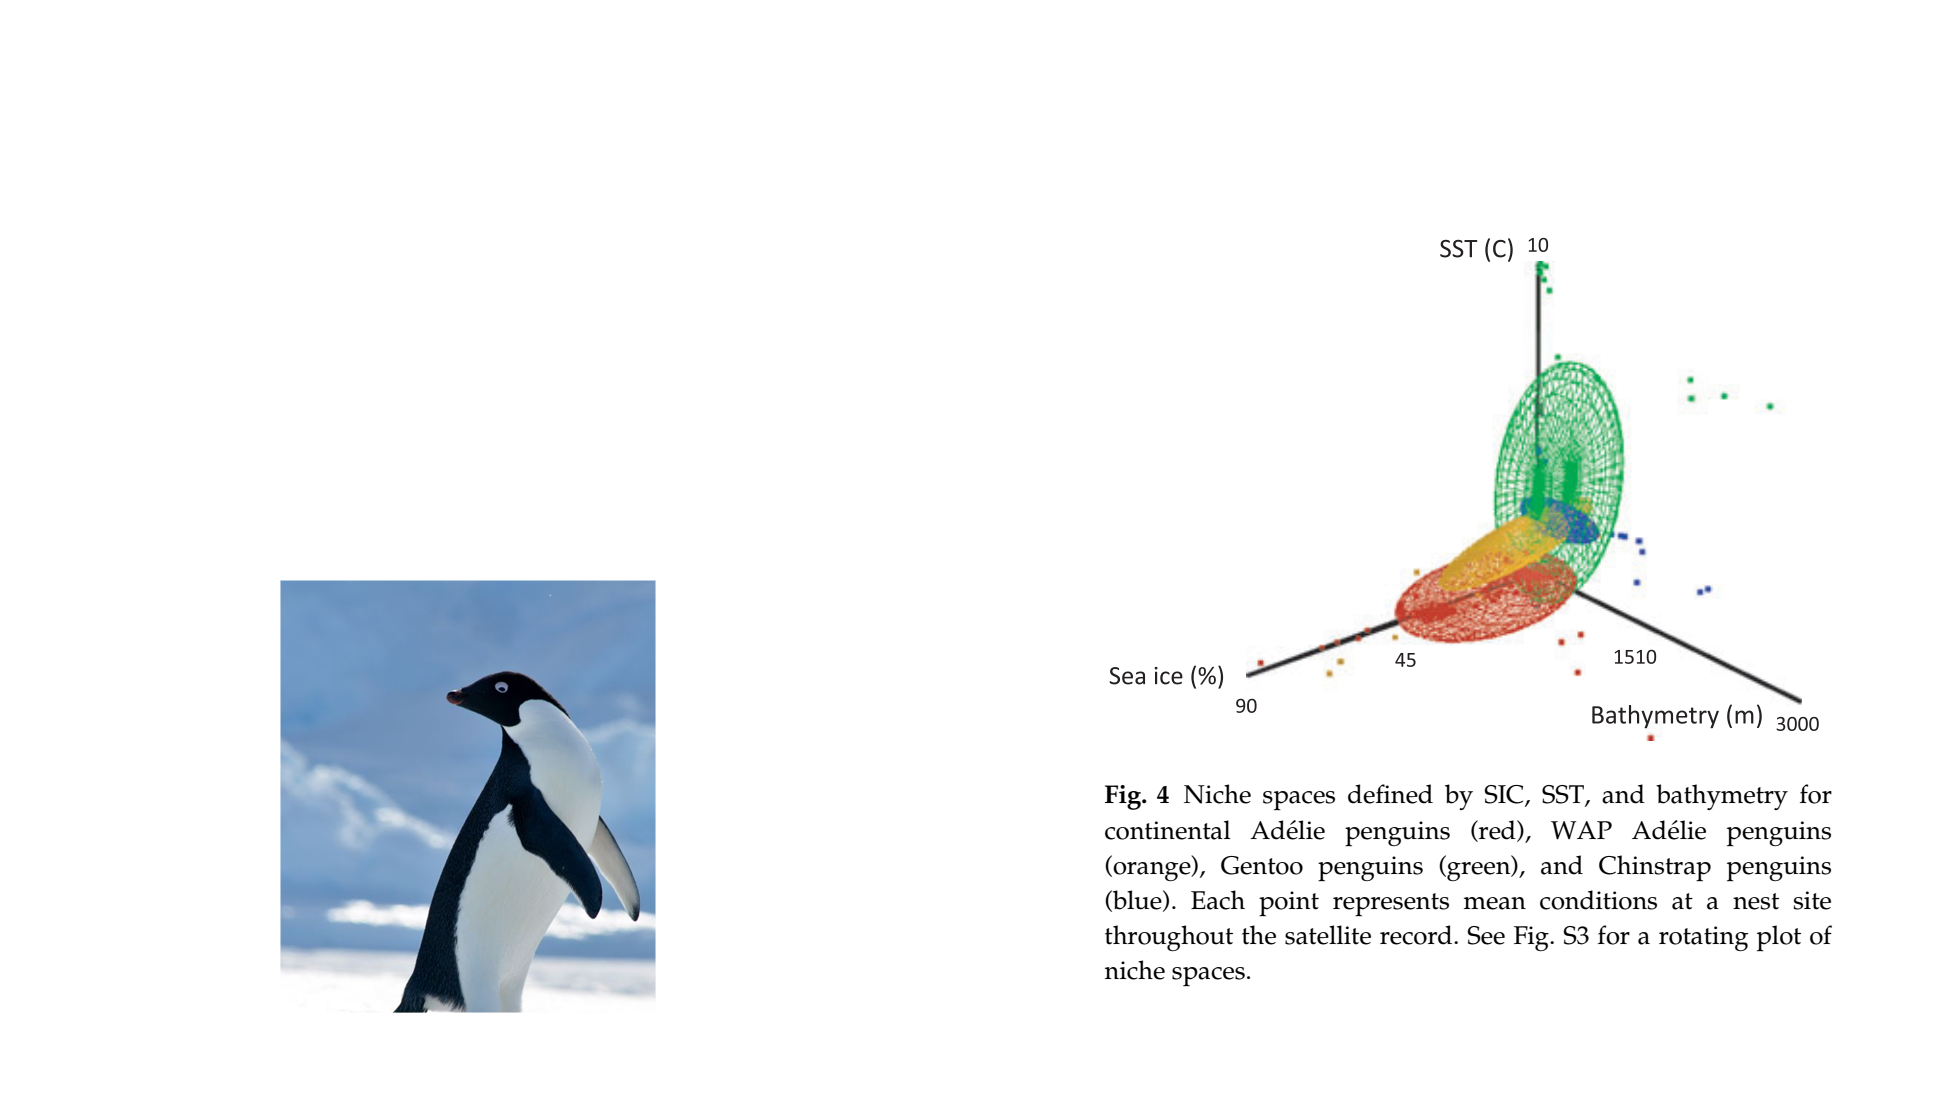 SST (C) 10
45
1510
Sea ice (%)
90
Bathymetry (m) 3000
Fig. 4 Niche spaces defined by SIC, SST, and bathymetry for
continental Adélie penguins (red), WAP Adélie penguins
(orange), Gentoo penguins (green), and Chinstrap penguins
(blue). Each point represents mean conditions at a nest site
throughout the satellite record. See Fig. S3 for a rotating plot of
niche spaces.